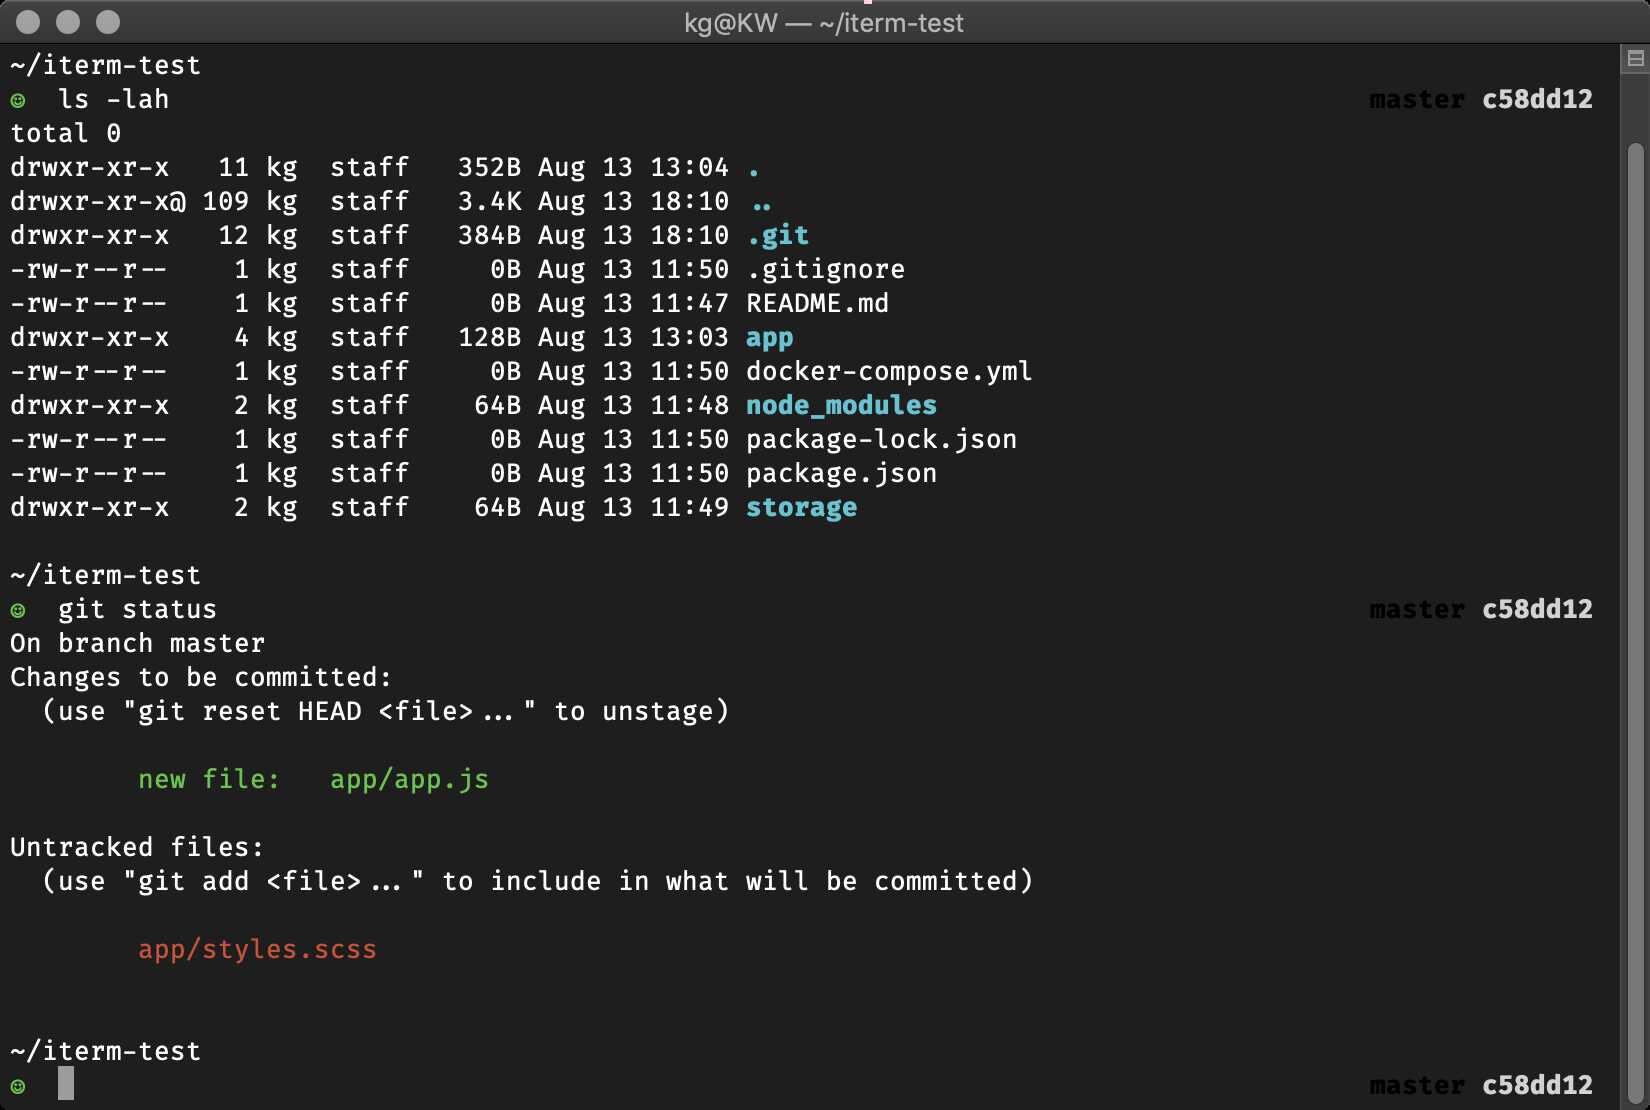 kg@KW — ~/iterm-test
~/iterm-test
☺  ls -lah                                                                           master c58dd12
total 0
drwxr-xr-x   11 kg  staff   352B Aug 13 13:04 .
drwxr-xr-x@ 109 kg  staff   3.4K Aug 13 18:10 ..
drwxr-xr-x   12 kg  staff   384B Aug 13 18:10 .git
-rw-r--r--    1 kg  staff     0B Aug 13 11:50 .gitignore
-rw-r--r--    1 kg  staff     0B Aug 13 11:47 README.md
drwxr-xr-x    4 kg  staff   128B Aug 13 13:03 app
-rw-r--r--    1 kg  staff     0B Aug 13 11:50 docker-compose.yml
drwxr-xr-x    2 kg  staff    64B Aug 13 11:48 node_modules
-rw-r--r--    1 kg  staff     0B Aug 13 11:50 package-lock.json
-rw-r--r--    1 kg  staff     0B Aug 13 11:50 package.json
drwxr-xr-x    2 kg  staff    64B Aug 13 11:49 storage
~/iterm-test
☺  git status                                                                        master c58dd12
On branch master
Changes to be committed:
  (use "git reset HEAD <file>..." to unstage)
        new file:   app/app.js
Untracked files:
  (use "git add <file>..." to include in what will be committed)
        app/styles.scss
~/iterm-test
☺                                                                                    master c58dd12